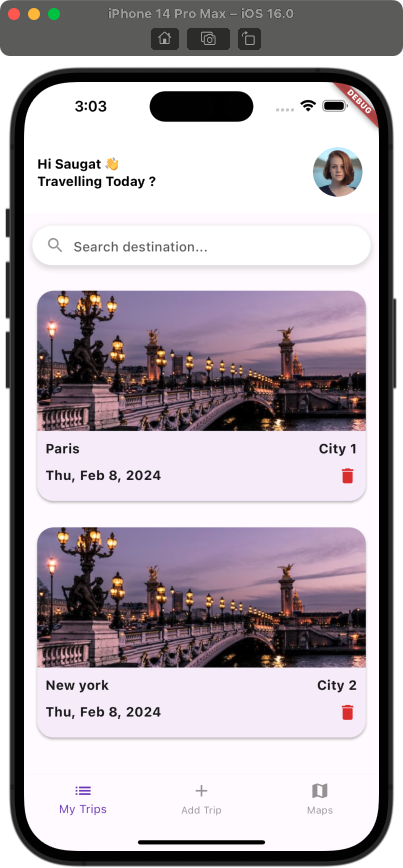 iPhone 14 Pro Max – iOS 16.0
3:03
DEBUG
Hi Saugat 👋
Travelling Today ?
Search destination...
Paris City 1
Thu, Feb 8, 2024
New york City 2
Thu, Feb 8, 2024
My Trips Add Trip Maps